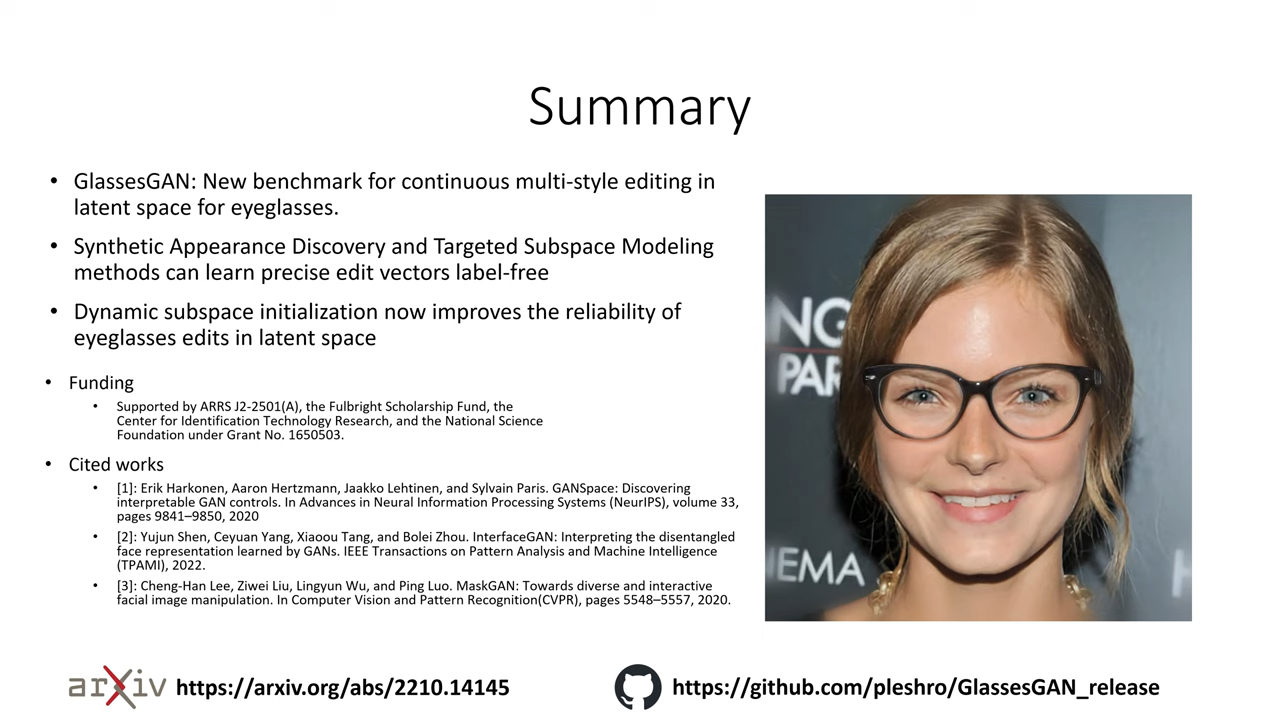 Summary
• GlassesGAN: New benchmark for continuous multi-style editing in
latent space for eyeglasses.
• Synthetic Appearance Discovery and Targeted Subspace Modeling
methods can learn precise edit vectors label-free
• Dynamic subspace initialization now improves the reliability of
eyeglasses edits in latent space
• Funding
• Supported by ARRS J2-2501(A), the Fulbright Scholarship Fund, the
Center for Identification Technology Research, and the National Science
Foundation under Grant No. 1650503.
• Cited works
• [1]: Erik Harkonen, Aaron Hertzmann, Jaakko Lehtinen, and Sylvain Paris. GANSpace: Discovering
interpretable GAN controls. In Advances in Neural Information Processing Systems (NeurIPS), volume 33,
pages 9841–9850, 2020
• [2]: Yujun Shen, Ceyuan Yang, Xiaoou Tang, and Bolei Zhou. InterfaceGAN: Interpreting the disentangled
face representation learned by GANs. IEEE Transactions on Pattern Analysis and Machine Intelligence
(TPAMI), 2022.
• [3]: Cheng-Han Lee, Ziwei Liu, Lingyun Wu, and Ping Luo. MaskGAN: Towards diverse and interactive
facial image manipulation. In Computer Vision and Pattern Recognition(CVPR), pages 5548–5557, 2020.
NG
PAR
EMA
arXiv https://arxiv.org/abs/2210.14145
https://github.com/pleshro/GlassesGAN_release